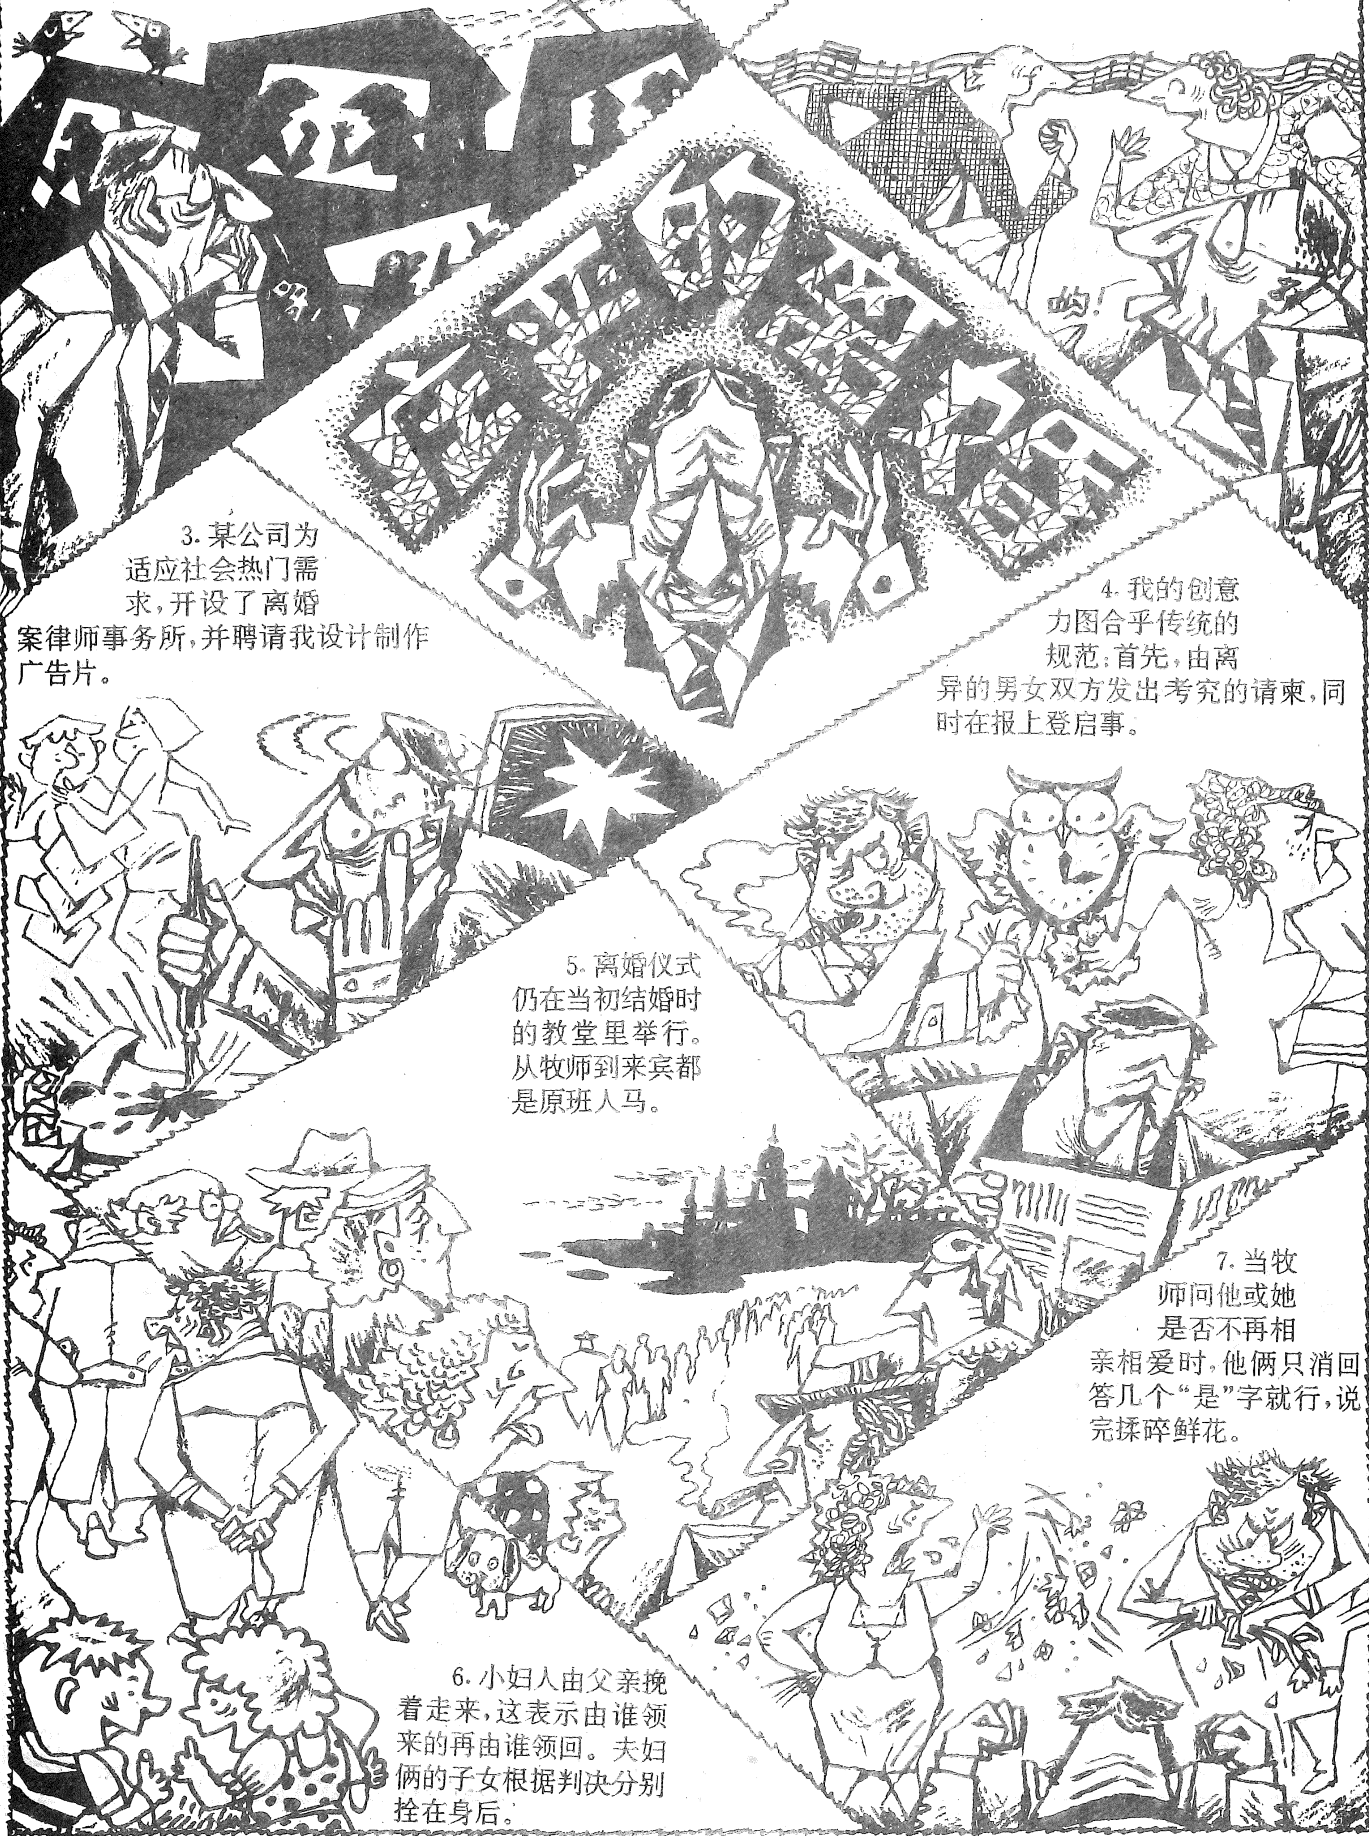 3. 某公司为
适应社会热门需
求，开设了离婚
案律师事务所，并聘请我设计制作
广告片。
4. 我的创意
力图合乎传统的
规范：首先，由离
异的男女双方发出考究的请柬，同
时在报上登启事。
5. 离婚仪式
仍在当初结婚时
的教堂里举行。
从牧师到来宾都
是原班人马。
6. 小妇人由父亲挽
着走来，这表示由谁领
来的再由谁领回。夫妇
俩的子女根据判决分别
拴在身后。
7. 当牧
师问他或她
是否不再相
亲相爱时，他俩只消回
答几个“是”字就行，说
完揉碎鲜花。